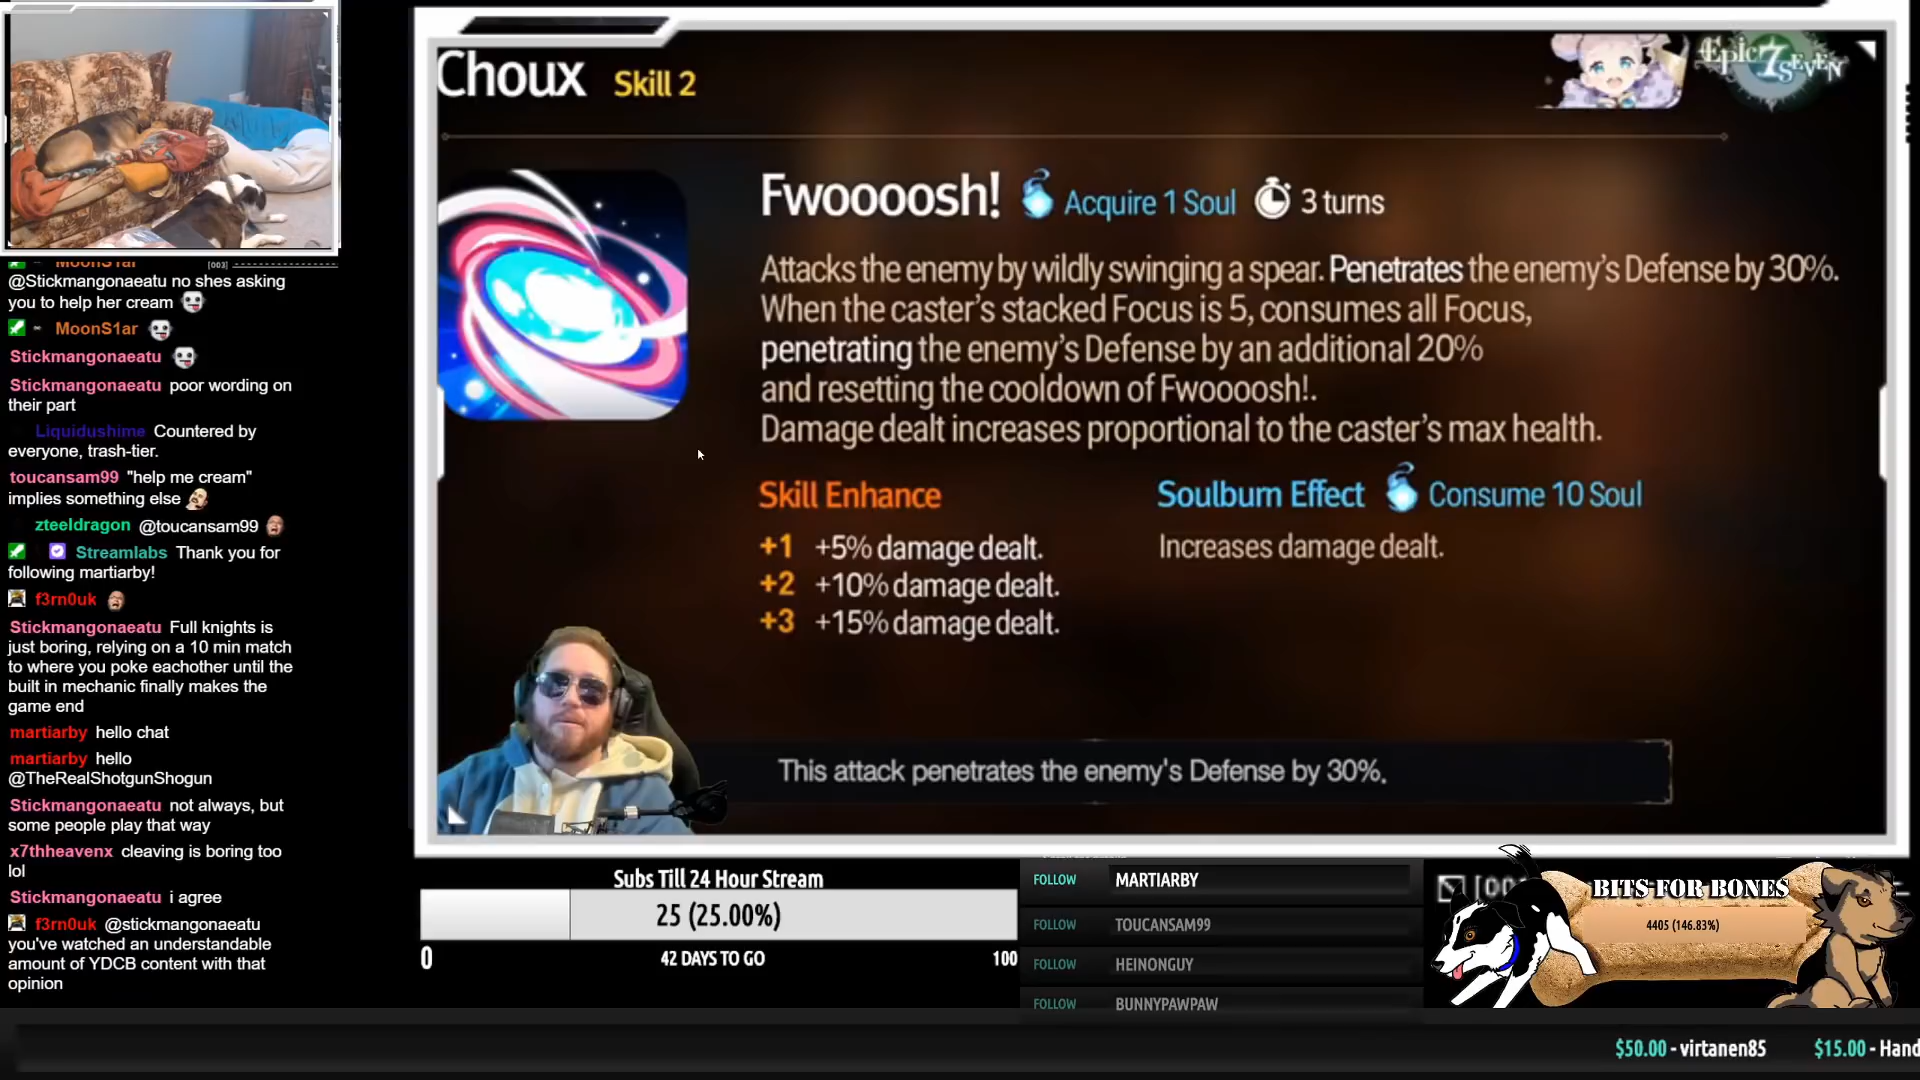 MoonS1ar
[003]
@Stickmangonaeatu no shes asking
you to help her cream
MoonS1ar
Stickmangonaeatu
Stickmangonaeatu poor wording on
their part
Liquidushime Countered by
everyone, trash-tier.
toucansam99 "help me cream"
implies something else
zteeldragon @toucansam99
Streamlabs Thank you for
following martiarby!
f3rn0uk
Stickmangonaeatu Full knights is
just boring, relying on a 10 min match
to where you poke eachother until the
built in mechanic finally makes the
game end
martiarby hello chat
martiarby hello
@TheRealShotgunShogun
Stickmangonaeatu not always, but
some people play that way
x7thheavenx cleaving is boring too
lol
Stickmangonaeatu i agree
f3rn0uk @stickmangonaeatu
you've watched an understandable
amount of YDCB content with that
opinion
Choux Skill 2
Epic 7 SEVEN
Fwoooosh! Acquire 1 Soul 3 turns
Attacks the enemy by wildly swinging a spear. Penetrates the enemy's Defense by 30%.
When the caster's stacked Focus is 5, consumes all Focus,
penetrating the enemy's Defense by an additional 20%
and resetting the cooldown of Fwoooosh!.
Damage dealt increases proportional to the caster's max health.
Skill Enhance
+1 +5% damage dealt.
+2 +10% damage dealt.
+3 +15% damage dealt.
Soulburn Effect Consume 10 Soul
Increases damage dealt.
This attack penetrates the enemy's Defense by 30%.
Subs Till 24 Hour Stream
25 (25.00%)
0 42 DAYS TO GO 100
FOLLOW MARTIARBY
FOLLOW TOUCANSAM99
FOLLOW HEINONGUY
FOLLOW BUNNYPAWPAW
BITS FOR BONES
4405 (146.83%)
$50.00 - virtanen85 $15.00 - Hand